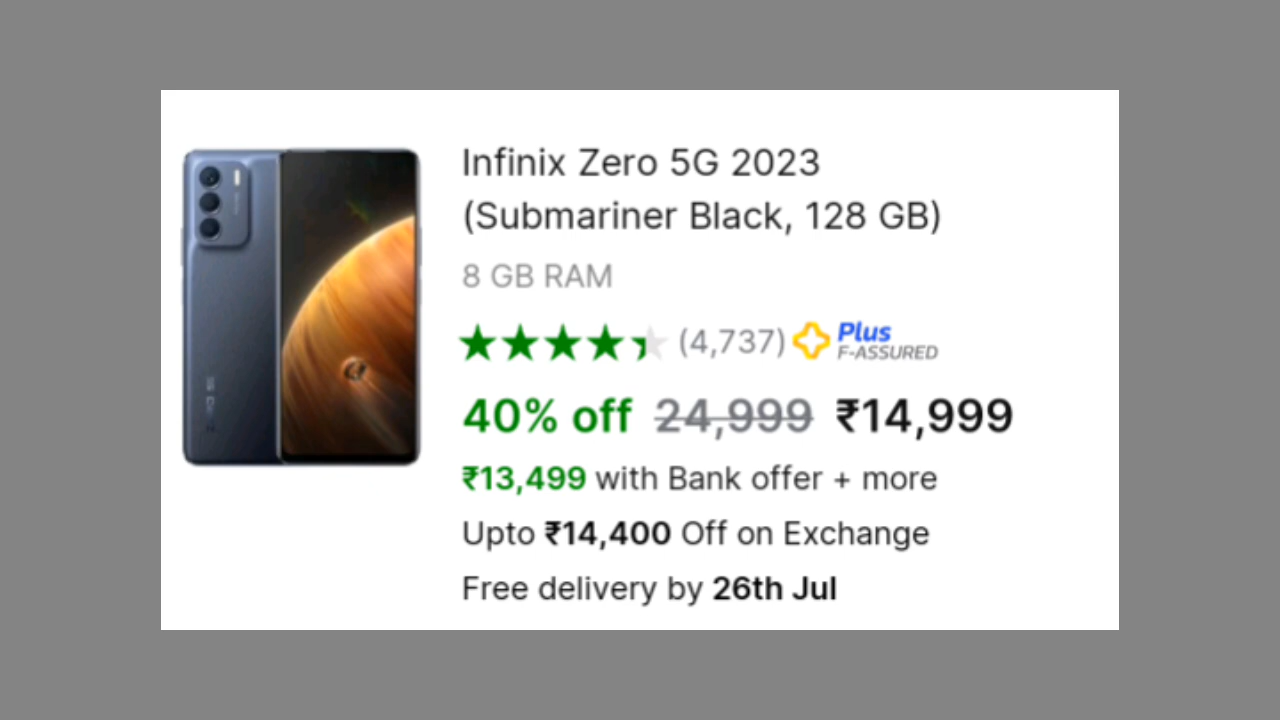 Infinix Zero 5G 2023
(Submariner Black, 128 GB)
8 GB RAM
(4,737) Plus F-ASSURED
40% off 24,999 ₹14,999
₹13,499 with Bank offer + more
Upto ₹14,400 Off on Exchange
Free delivery by 26th Jul